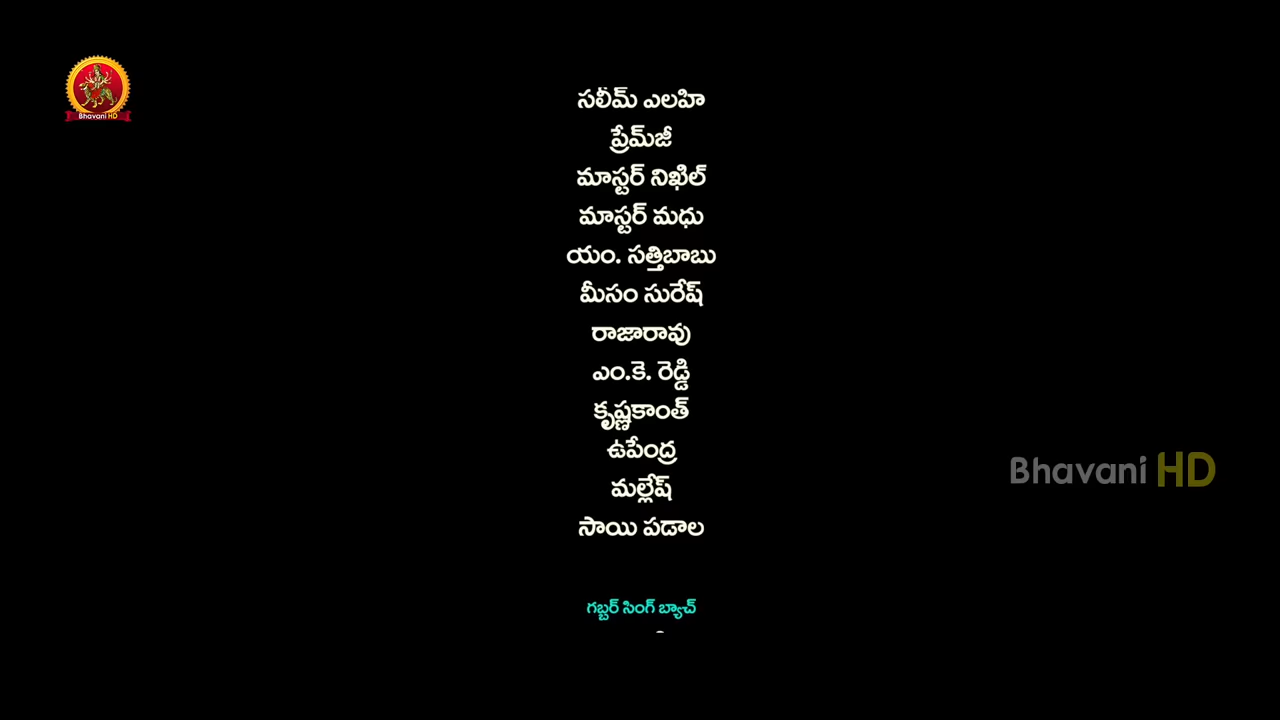 Bhavani HD
సలీమ్ ఎలహి
ప్రేమ్‌జీ
మాస్టర్ నిఖిల్
మాస్టర్ మధు
యం. సత్తిబాబు
మీసం సురేష్
రాజారావు
ఎం.కె. రెడ్డి
కృష్ణకాంత్
ఉపేంద్ర
మల్లేష్
సాయి పడాల
Bhavani HD
గబ్బర్ సింగ్ బ్యాచ్